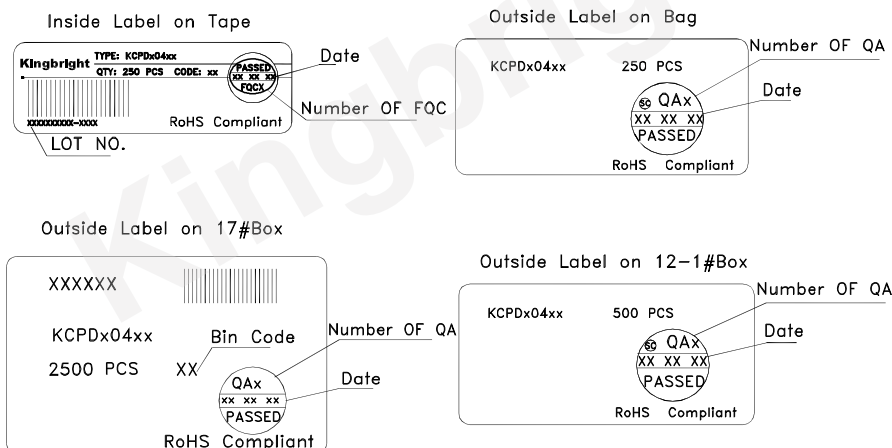 Inside Label on Tape
Kingbright
TYPE: KCPDx04xx
QTY: 250 PCS CODE: xx
PASSED
xx xx xx
FQCX
xxxxxxxxxx-xxxx
RoHS Compliant
LOT NO.
Date
Number OF FQC
Outside Label on Bag
KCPDx04xx 250 PCS
SC QAx
XX XX XX
PASSED
RoHS Compliant
Number OF QA
Date
Outside Label on 17#Box
XXXXXX
KCPDx04xx
Bin Code
2500 PCS XX
QAx
xx xx xx
PASSED
RoHS Compliant
Number OF QA
Date
Outside Label on 12-1#Box
KCPDx04xx 500 PCS
SC QAx
XX XX XX
PASSED
RoHS Compliant
Number OF QA
Date
Kingbright